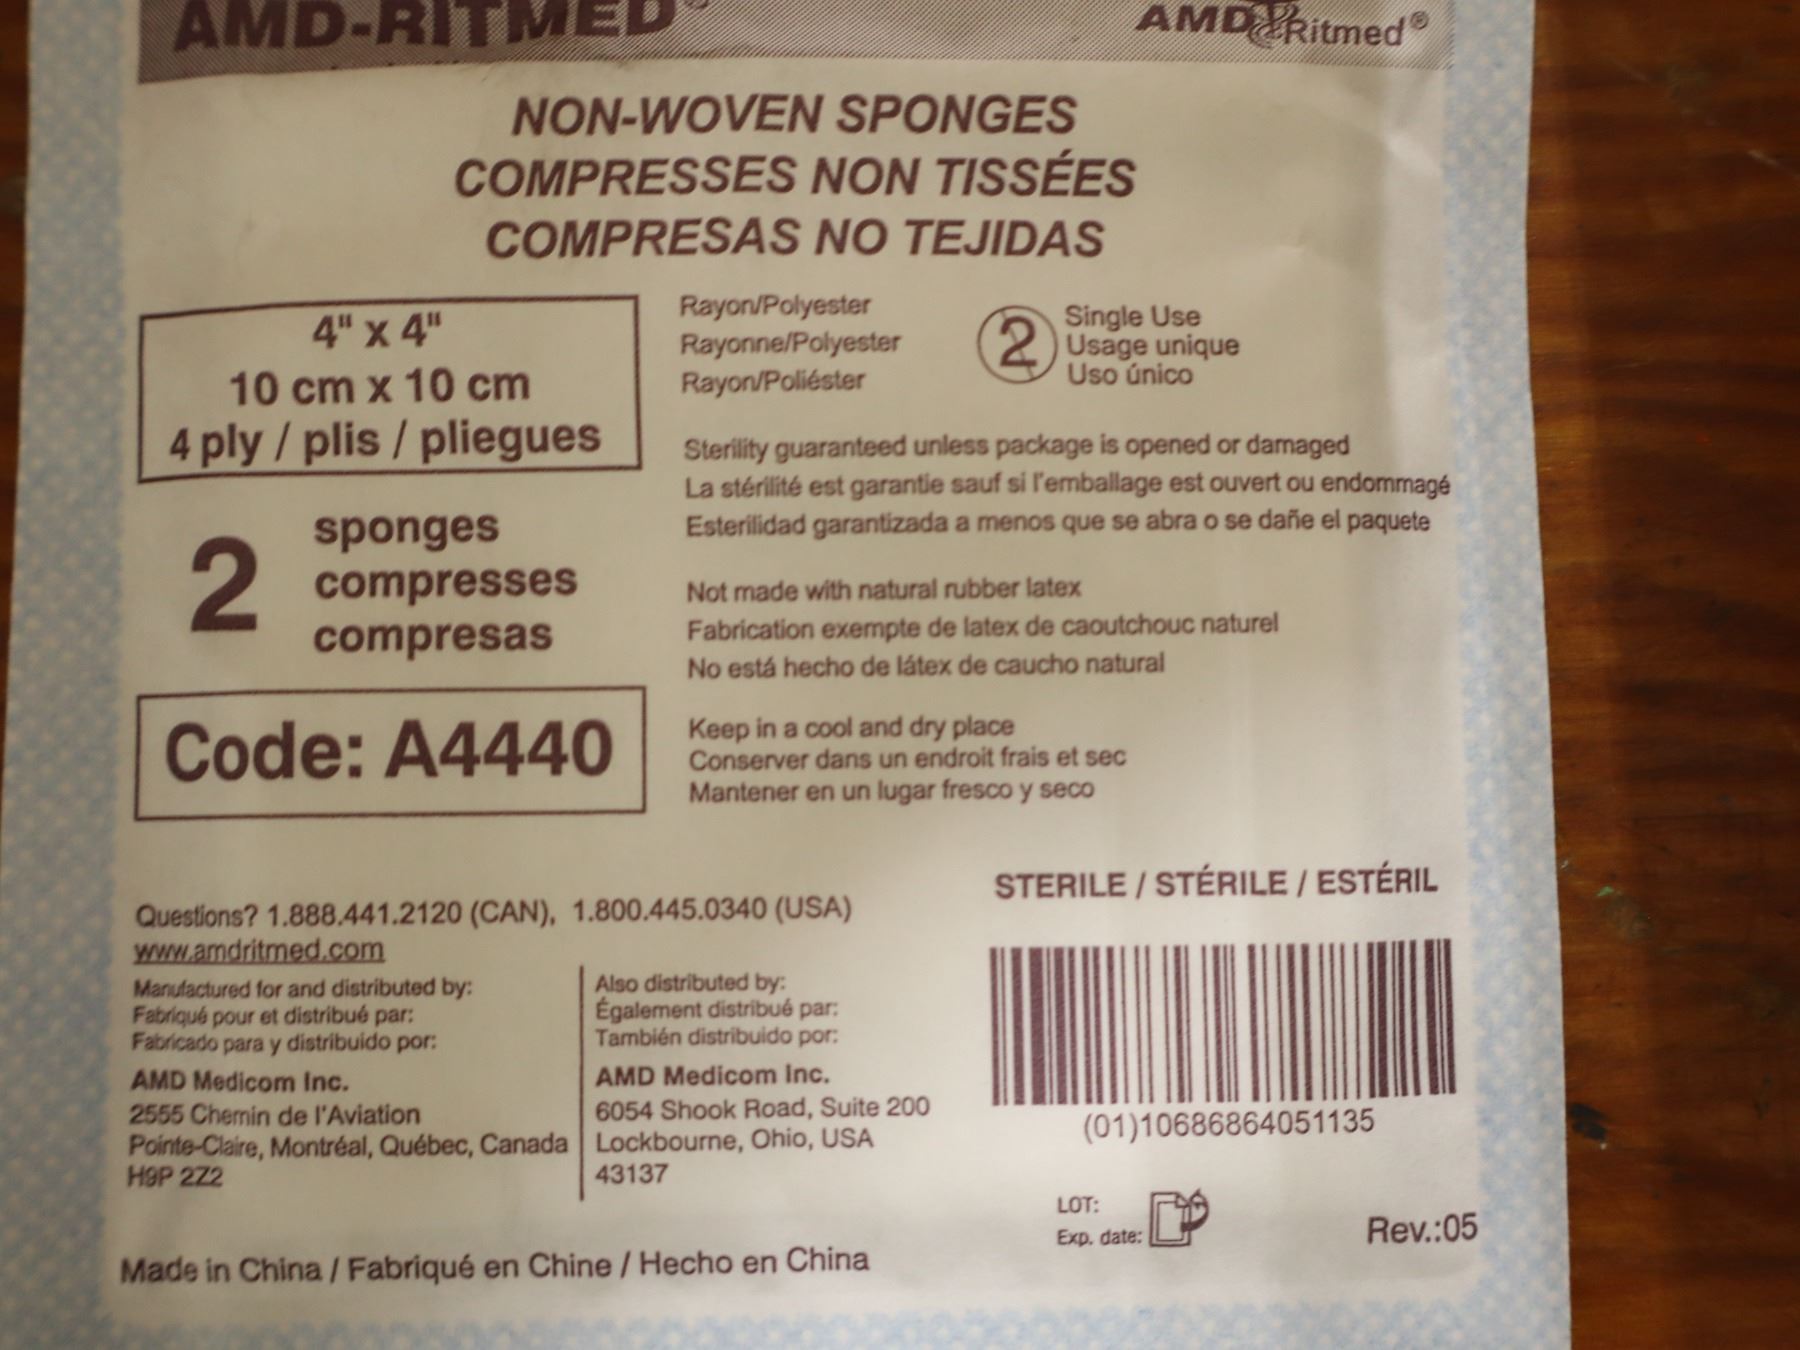 AMD-RITMED®
AMD Ritmed®
NON-WOVEN SPONGES
COMPRESSES NON TISSÉES
COMPRESAS NO TEJIDAS
4" x 4"
10 cm x 10 cm
4 ply / plis / pliegues
Rayon/Polyester
Rayonne/Polyester
Rayon/Poliéster
2
Single Use
Usage unique
Uso único
Sterility guaranteed unless package is opened or damaged
La stérilité est garantie sauf si l'emballage est ouvert ou endommagé
Esterilidad garantizada a menos que se abra o se dañe el paquete
2
sponges
compresses
compresas
Not made with natural rubber latex
Fabrication exempte de latex de caoutchouc naturel
No está hecho de látex de caucho natural
Code: A4440
Keep in a cool and dry place
Conserver dans un endroit frais et sec
Mantener en un lugar fresco y seco
STERILE / STÉRILE / ESTÉRIL
Questions? 1.888.441.2120 (CAN), 1.800.445.0340 (USA)
www.amdritmed.com
Manufactured for and distributed by:
Fabriqué pour et distribué par:
Fabricado para y distribuido por:
AMD Medicom Inc.
2555 Chemin de l'Aviation
Pointe-Claire, Montréal, Québec, Canada
H9P 2Z2
Also distributed by:
Également distribué par:
También distribuido por:
AMD Medicom Inc.
6054 Shook Road, Suite 200
Lockbourne, Ohio, USA
43137
(01)10686864051135
LOT:
Exp. date:
Rev.:05
Made in China / Fabriqué en Chine / Hecho en China